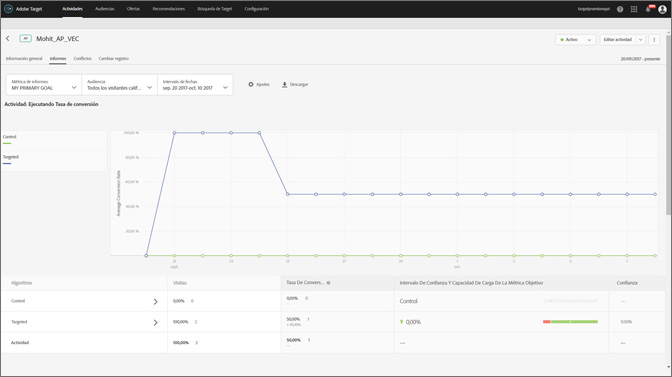 Adobe Target
Actividades
Audiencias
Ofertas
Recomendaciones
Búsqueda de Target
Configuración
AP
Mohit_AP_VEC
Activo
Editar actividad
Información general
Informes
Conflictos
Cambiar registro
20/09/2017 - presente
Métrica de informes
MY PRIMARY GOAL
Audiencia
Todos los visitantes calif...
Intervalo de fechas
sep. 20 2017-oct. 10 2017
Ajustes
Descargar
Actividad: Ejecutando Tasa de conversión
Control
Targeted
Average Conversion Rate
100,00 %
80,00 %
60,00 %
40,00 %
20,00 %
sept.
oct.
Algoritmo
Visitas
Tasa De Convers...
Intervalo De Confianza Y Capacidad De Carga De La Métrica Objetivo
Confianza
Control
0,00% 0
0,00% 0
Control
---
Targeted
100,00% 2
50,00% 1
0,00%
0,00%
Actividad
100,00%
50,00% 1
---
---